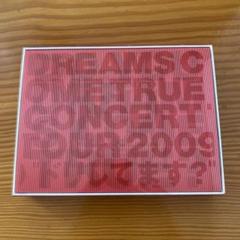 DREAMS C
OME TRUE
CONCERT
TOUR 2009
"ドリしてます?"